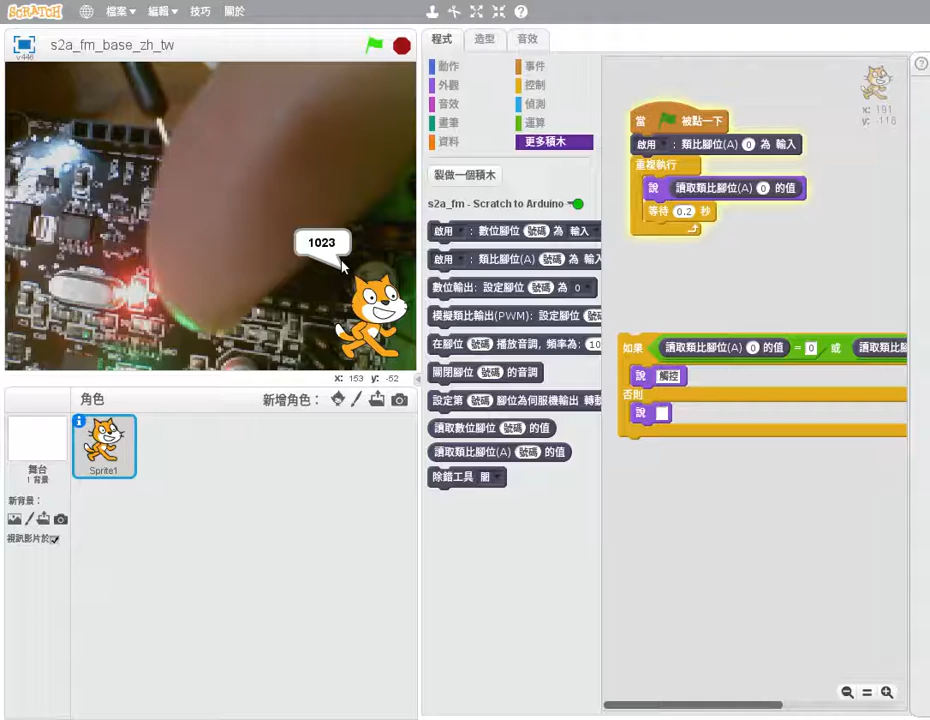 SCRATCH 檔案▼ 編輯▼ 技巧 關於
s2a_fm_base_zh_tw
v446
1023
x: 153 y: -52
角色 新增角色：
舞台
1 背景
新背景：
視訊影片於
Sprite1
程式 造型 音效
動作 事件
外觀 控制
音效 偵測
畫筆 運算
資料 更多積木
製做一個積木
s2a_fm - Scratch to Arduino
啟用 ：數位腳位 號碼 為 輸入
啟用 ：類比腳位(A) 號碼 為 輸入
數位輸出：設定腳位 號碼 為 0
模擬類比輸出(PWM)：設定腳位 號碼
在腳位 號碼 播放音調，頻率為： 10
關閉腳位 號碼 的音調
設定第 號碼 腳位為伺服機輸出 轉動
讀取數位腳位 號碼 的值
讀取類比腳位(A) 號碼 的值
除錯工具 關
x: 191
y: -118
當 被點一下
啟用 ：類比腳位(A) 0 為 輸入
重複執行
說 讀取類比腳位(A) 0 的值
等待 0.2 秒
如果 讀取類比腳位(A) 0 的值 = 0 或 讀取類比腳
說 觸控
否則
說